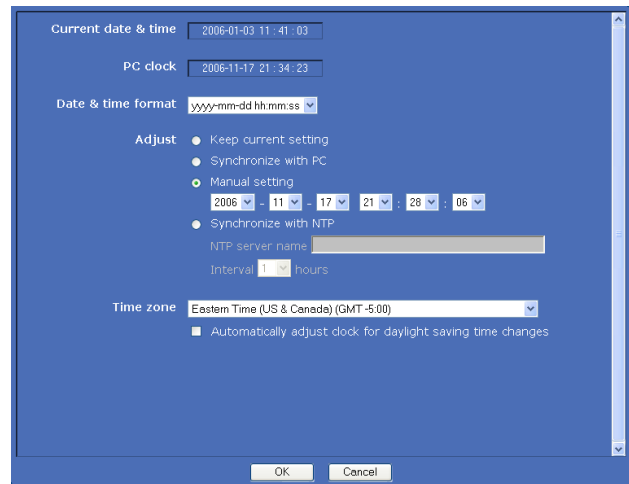 Current date & time 2006-01-03 11 : 41 : 03
PC clock 2006-11-17 21 : 34 : 23
Date & time format yyyy-mm-dd hh:mm:ss
Adjust Keep current setting
Synchronize with PC
Manual setting
2006 - 11 - 17 21 : 28 : 06
Synchronize with NTP
NTP server name
Interval 1 hours
Time zone Eastern Time (US & Canada) (GMT -5:00)
Automatically adjust clock for daylight saving time changes
OK Cancel